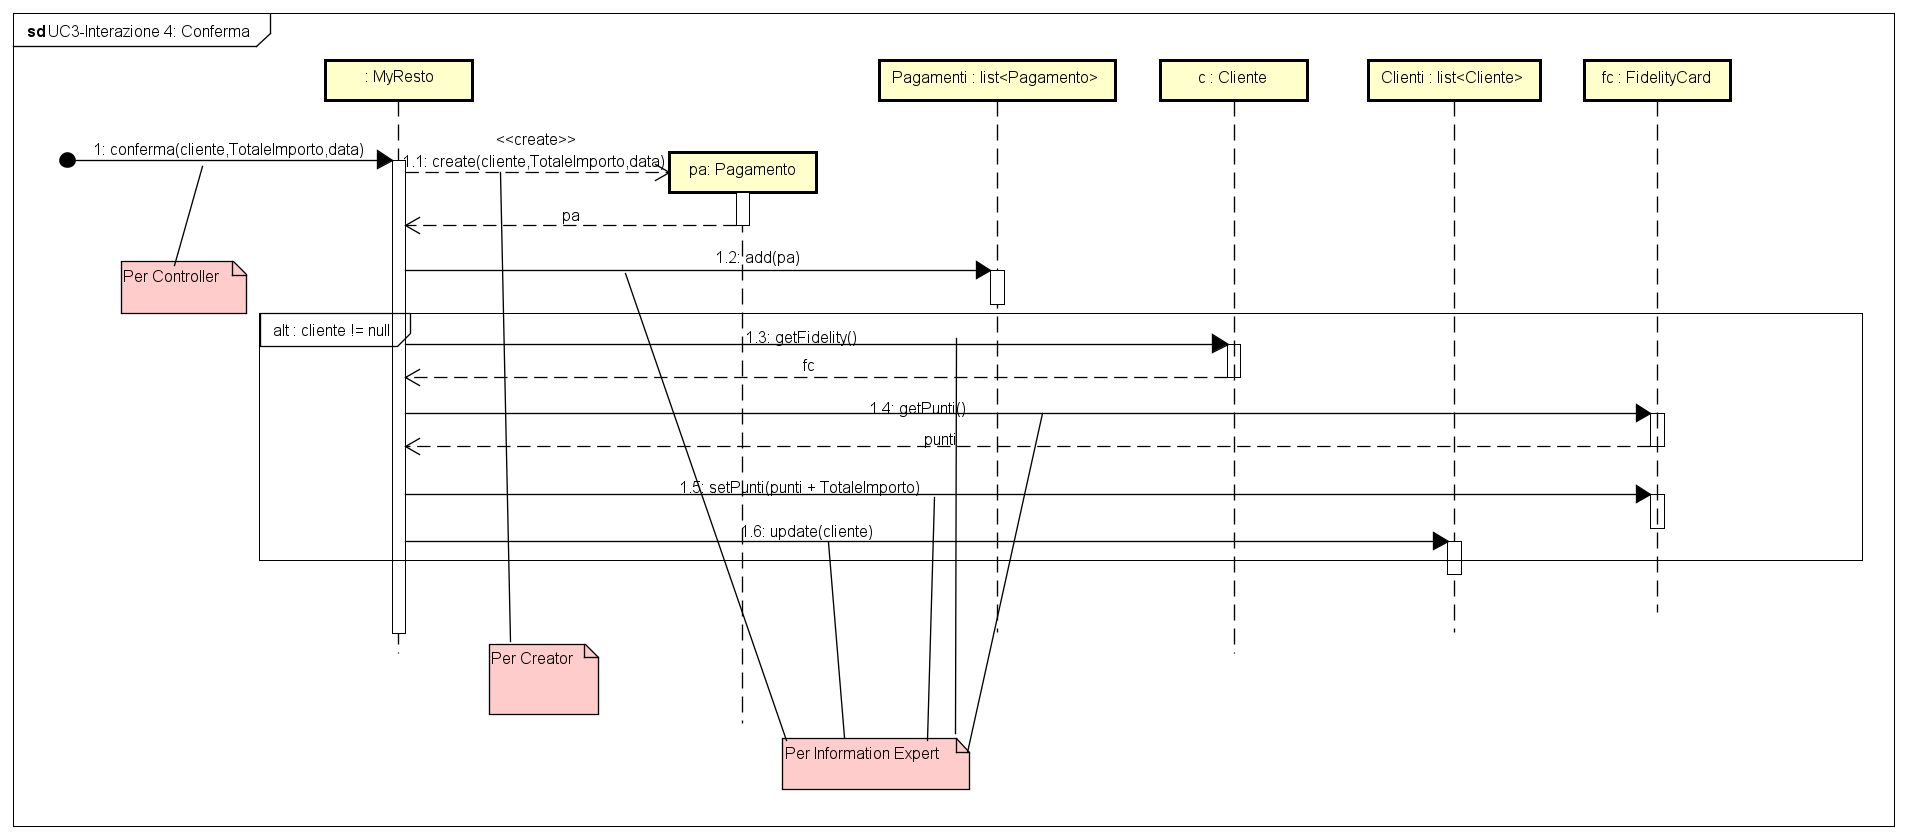 sd UC3-Interazione 4: Conferma
: MyResto
Pagamenti : list<Pagamento>
c : Cliente
Clienti : list<Cliente>
fc : FidelityCard
1: conferma(cliente,TotaleImporto,data)
<<create>>
1.1: create(cliente,TotaleImporto,data)
pa: Pagamento
pa
1.2: add(pa)
Per Controller
alt : cliente != null
1.3: getFidelity()
fc
1.4: getPunti()
punti
1.5: setPunti(punti + TotaleImporto)
1.6: update(cliente)
Per Creator
Per Information Expert